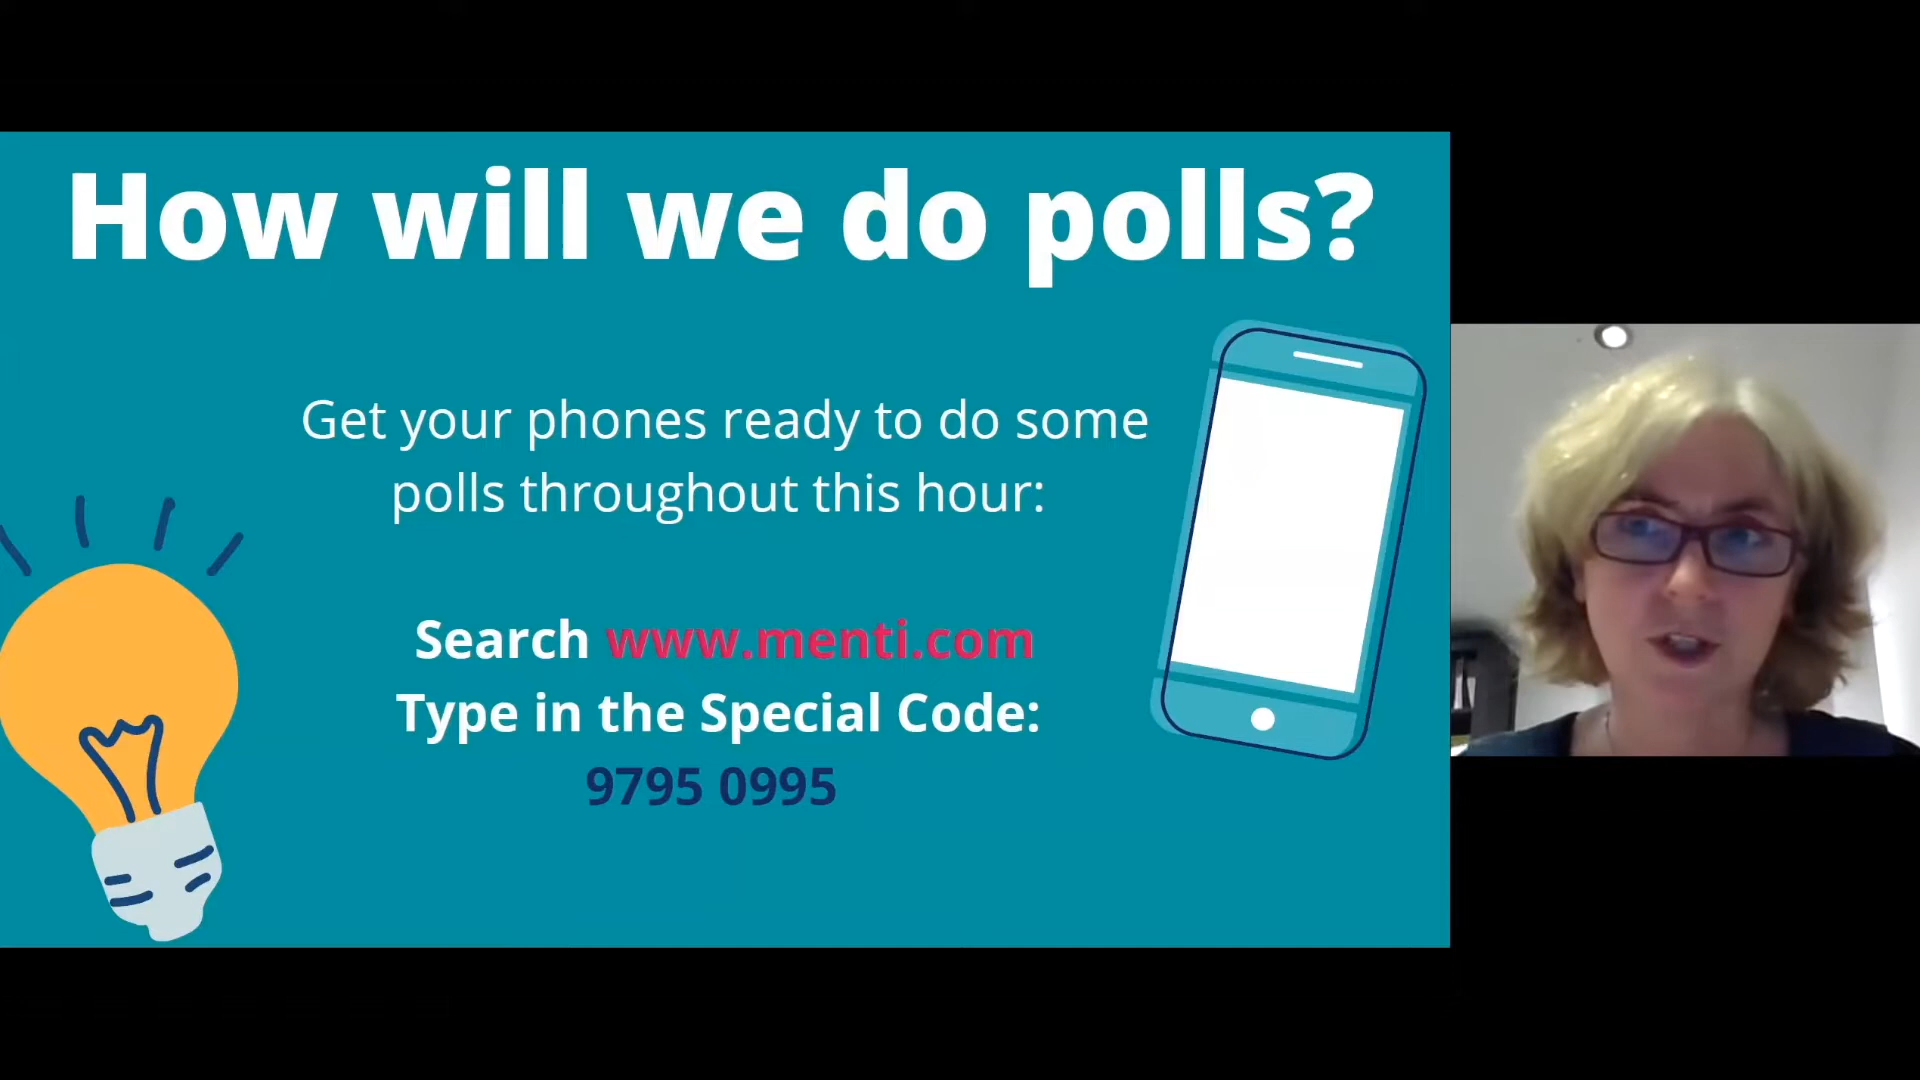 How will we do polls?
Get your phones ready to do some
polls throughout this hour:
Search www.menti.com
Type in the Special Code:
9795 0995